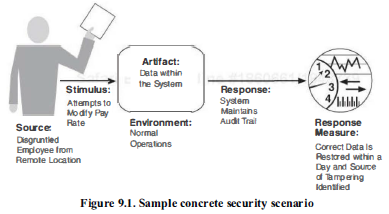 Artifact:
Data within
the System
Stimulus:
Attempts to
Modify Pay
Rate
Response:
System
Maintains
Audit Trail
1
2
3
4
Source:
Disgruntled
Employee from
Remote Location
Environment:
Normal
Operations
Response
Measure:
Correct Data Is
Restored within a
Day and Source
of Tampering
Identified
Figure 9.1. Sample concrete security scenario